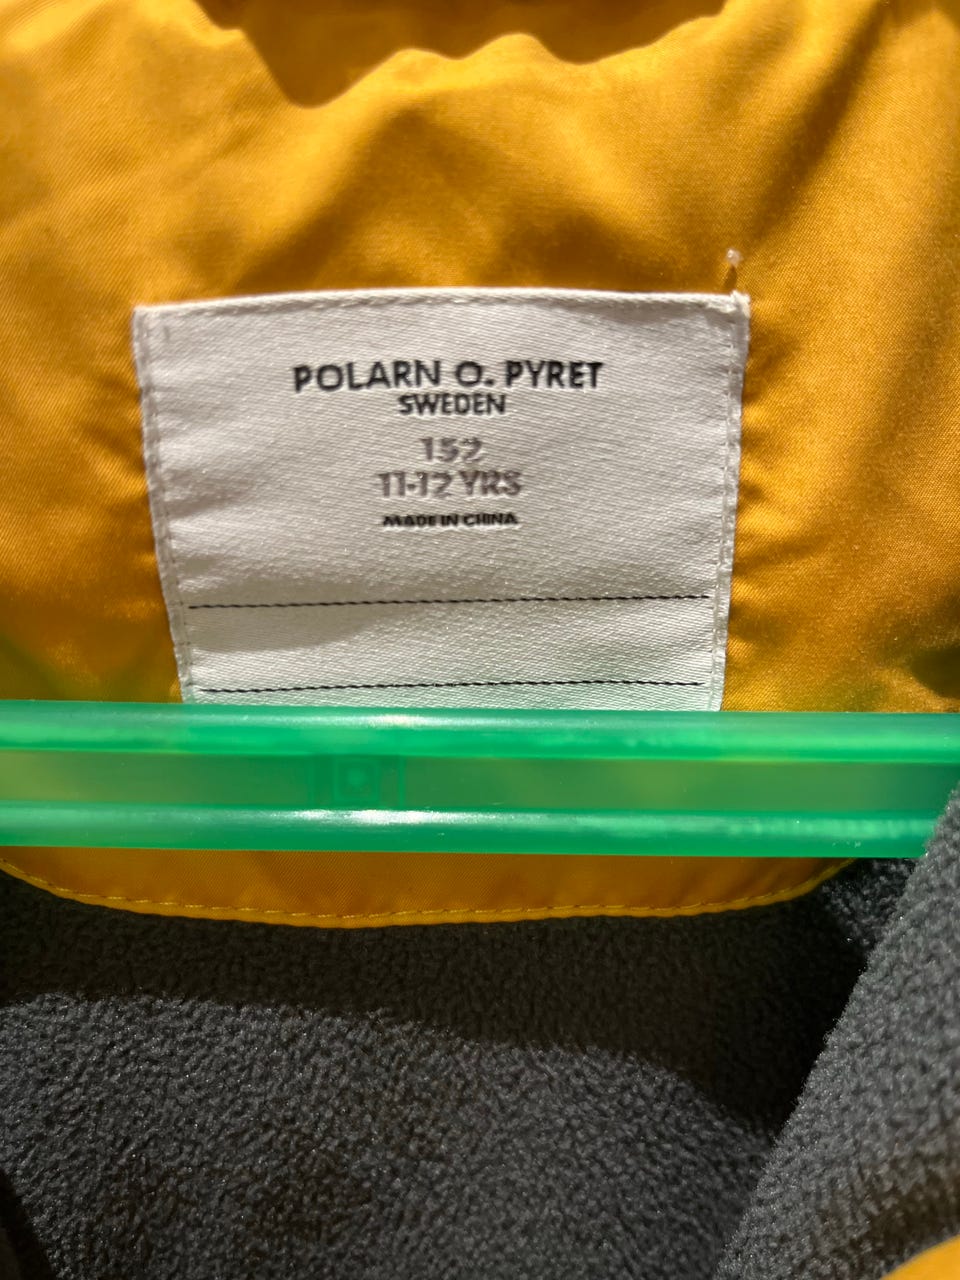 POLARN O. PYRET
SWEDEN
152
11-12 YRS
MADE IN CHINA